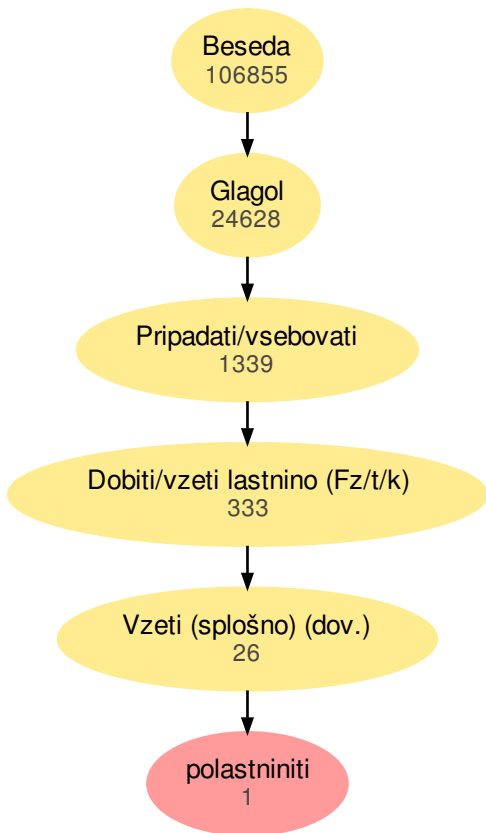 Beseda
106855
Glagol
24628
Pripadati/vsebovati
1339
Dobiti/vzeti lastnino (Fz/t/k)
333
Vzeti (splošno) (dov.)
26
polastniniti
1